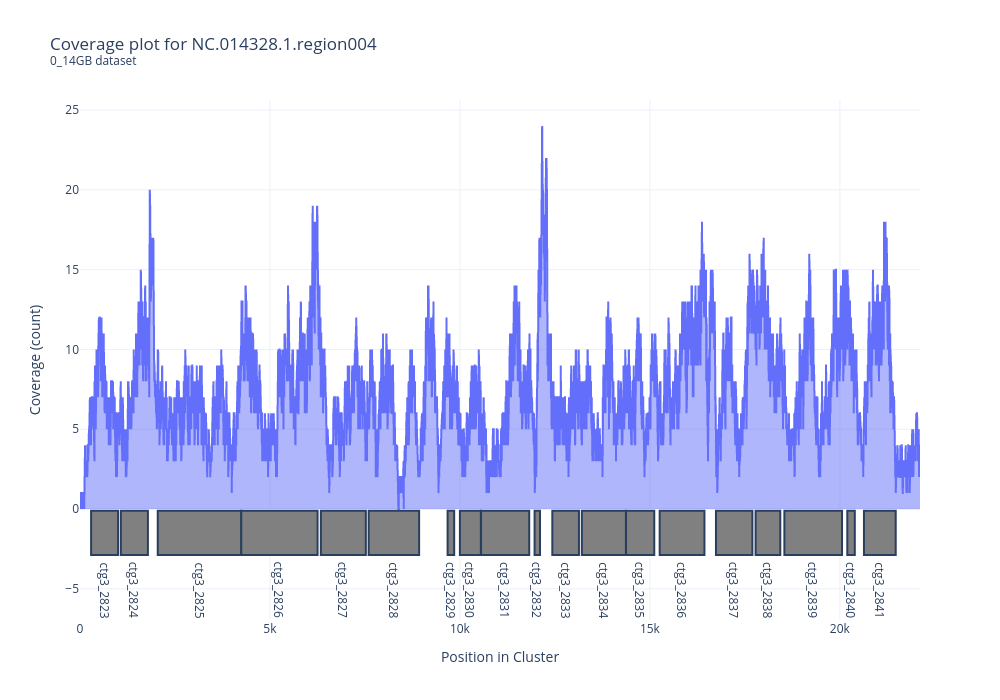 Coverage plot for NC.014328.1.region004
0_14GB dataset
25
20
15
10
5
0
−5
Coverage (count)
ctg3_2823
ctg3_2824
ctg3_2825
ctg3_2826
ctg3_2827
ctg3_2828
ctg3_2829
ctg3_2830
ctg3_2831
ctg3_2832
ctg3_2833
ctg3_2834
ctg3_2835
ctg3_2836
ctg3_2837
ctg3_2838
ctg3_2839
ctg3_2840
ctg3_2841
0
5k
10k
15k
20k
Position in Cluster